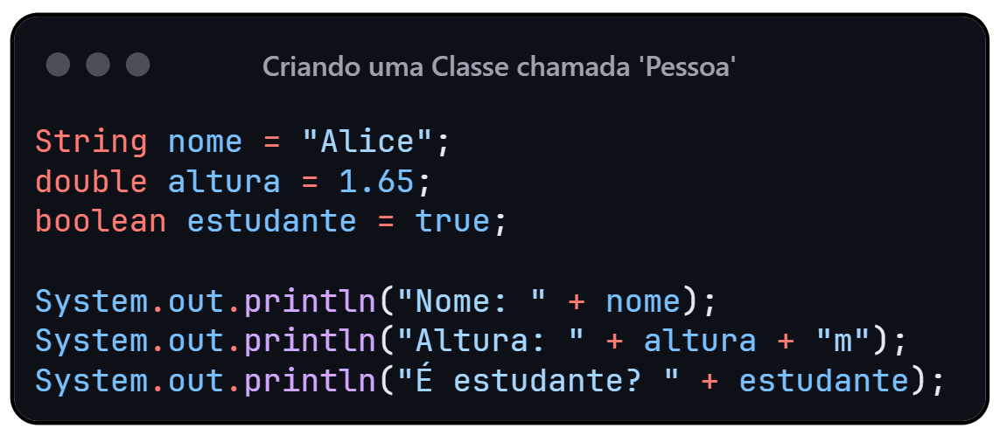 Criando uma Classe chamada 'Pessoa'
String nome = "Alice";
double altura = 1.65;
boolean estudante = true;
System.out.println("Nome: " + nome);
System.out.println("Altura: " + altura + "m");
System.out.println("É estudante? " + estudante);